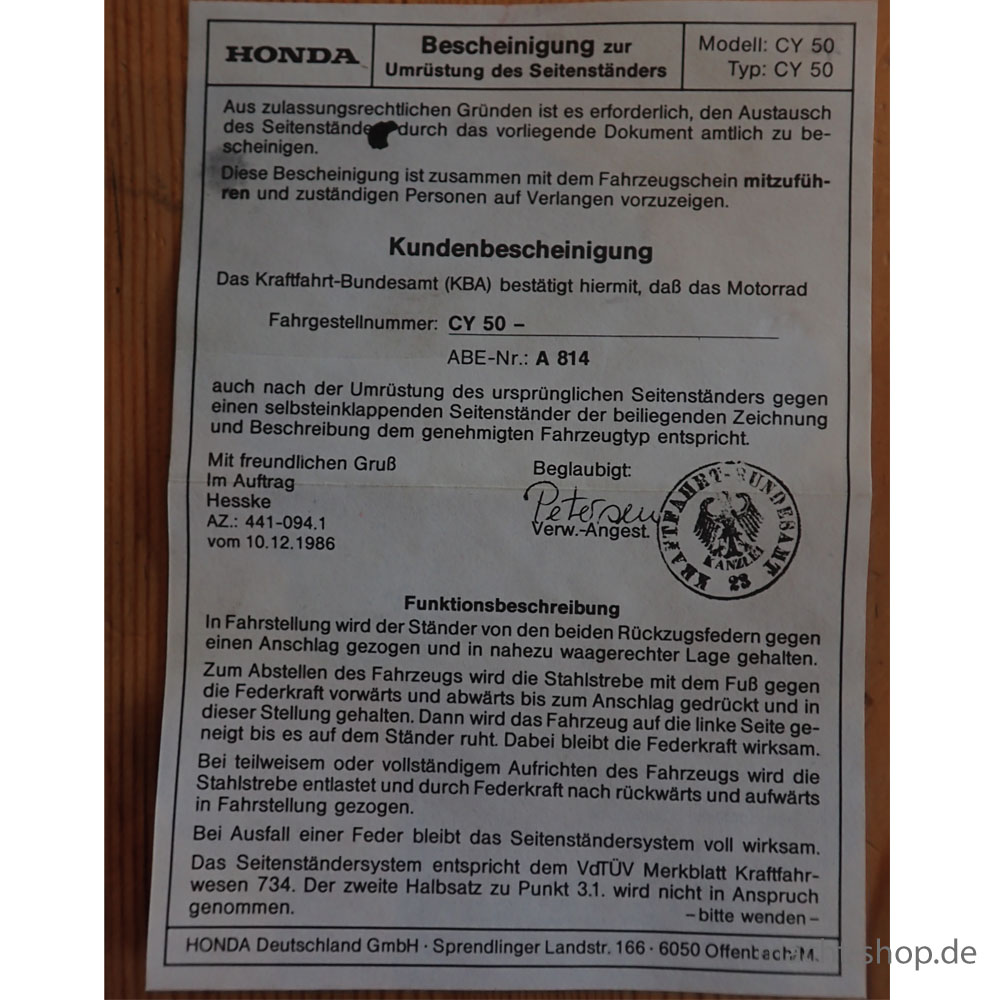 HONDA
Bescheinigung zur
Umrüstung des Seitenständers
Modell: CY 50
Typ: CY 50
Aus zulassungsrechtlichen Gründen ist es erforderlich, den Austausch
des Seitenstände durch das vorliegende Dokument amtlich zu be-
scheinigen.
Diese Bescheinigung ist zusammen mit dem Fahrzeugschein mitzufüh-
ren und zuständigen Personen auf Verlangen vorzuzeigen.
Kundenbescheinigung
Das Kraftfahrt-Bundesamt (KBA) bestätigt hiermit, daß das Motorrad
Fahrgestellnummer: CY 50 –
ABE-Nr.: A 814
auch nach der Umrüstung des ursprünglichen Seitenständers gegen
einen selbsteinklappenden Seitenständer der beiliegenden Zeichnung
und Beschreibung dem genehmigten Fahrzeugtyp entspricht.
Mit freundlichen Gruß
Im Auftrag
Hesske
AZ.: 441-094.1
vom 10.12.1986
Beglaubigt:
Petersen
Verw.-Angest.
KRAFTFAHRT-BUNDESAMT
KANZLEI
23
Funktionsbeschreibung
In Fahrstellung wird der Ständer von den beiden Rückzugsfedern gegen
einen Anschlag gezogen und in nahezu waagerechter Lage gehalten.
Zum Abstellen des Fahrzeugs wird die Stahlstrebe mit dem Fuß gegen
die Federkraft vorwärts und abwärts bis zum Anschlag gedrückt und in
dieser Stellung gehalten. Dann wird das Fahrzeug auf die linke Seite ge-
neigt bis es auf dem Ständer ruht. Dabei bleibt die Federkraft wirksam.
Bei teilweisem oder vollständigem Aufrichten des Fahrzeugs wird die
Stahlstrebe entlastet und durch Federkraft nach rückwärts und aufwärts
in Fahrstellung gezogen.
Bei Ausfall einer Feder bleibt das Seitenständersystem voll wirksam.
Das Seitenständersystem entspricht dem VdTÜV Merkblatt Kraftfahr-
wesen 734. Der zweite Halbsatz zu Punkt 3.1. wird nicht in Anspruch
genommen.
– bitte wenden –
HONDA Deutschland GmbH · Sprendlinger Landstr. 166 · 6050 Offenbach/M.